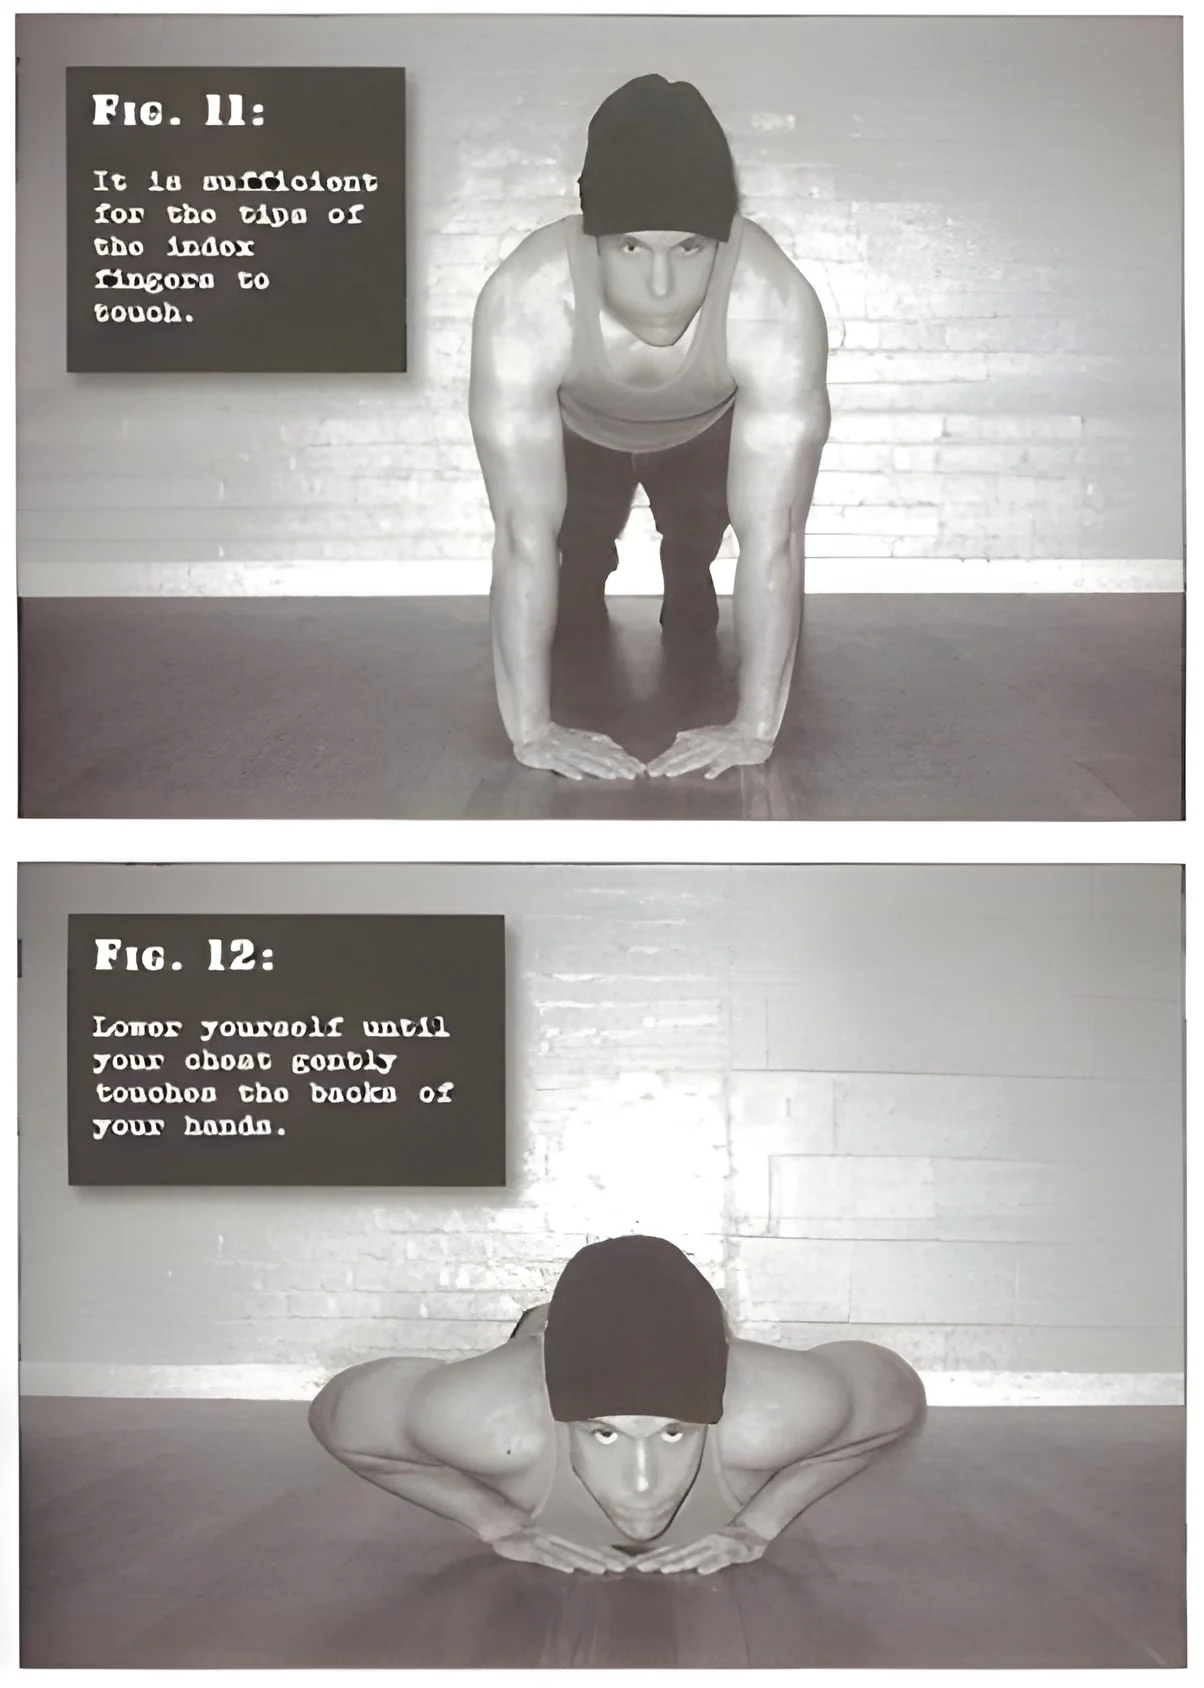 Fig. 11:
It is sufficient
for the tips of
the index
fingers to
touch.
Fig. 12:
Lower yourself until
your chest gently
touches the backs of
your hands.